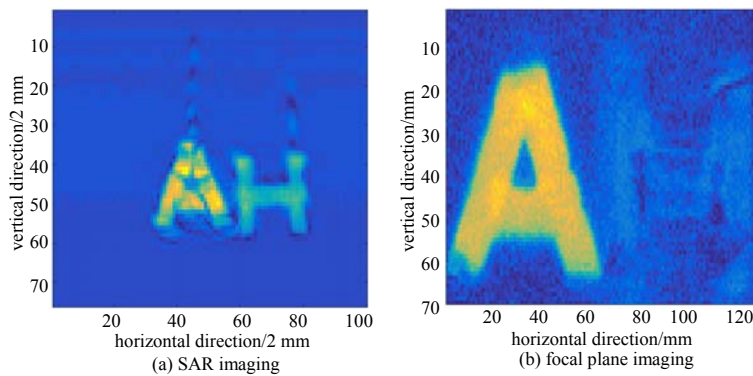 AH
10
20
30
40
50
60
70
20 40 60 80 100
vertical direction/2 mm
horizontal direction/2 mm
(a) SAR imaging
AH
10
20
30
40
50
60
70
20 40 60 80 100 120
vertical direction/mm
horizontal direction/mm
(b) focal plane imaging